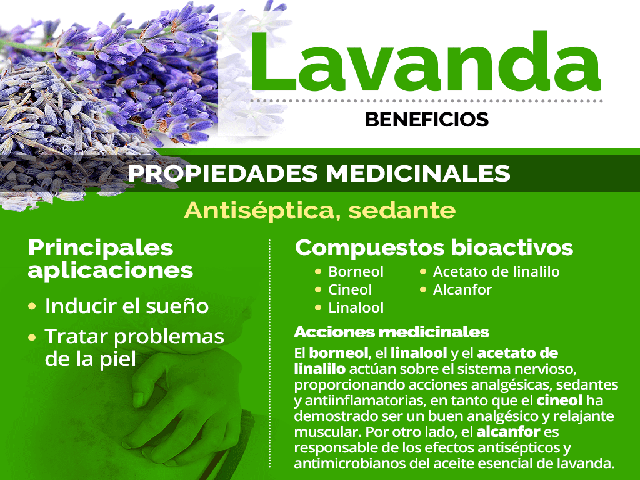 Lavanda
BENEFICIOS
PROPIEDADES MEDICINALES
Antiséptica, sedante
Principales
aplicaciones
• Inducir el sueño
• Tratar problemas
de la piel
Compuestos bioactivos
• Borneol
• Cineol
• Linalool
• Acetato de linalilo
• Alcanfor
Acciones medicinales
El borneol, el linalool y el acetato de
linalilo actúan sobre el sistema nervioso,
proporcionando acciones analgésicas, sedantes
y antiinflamatorias, en tanto que el cineol ha
demostrado ser un buen analgésico y relajante
muscular. Por otro lado, el alcanfor es
responsable de los efectos antisépticos y
antimicrobianos del aceite esencial de lavanda.